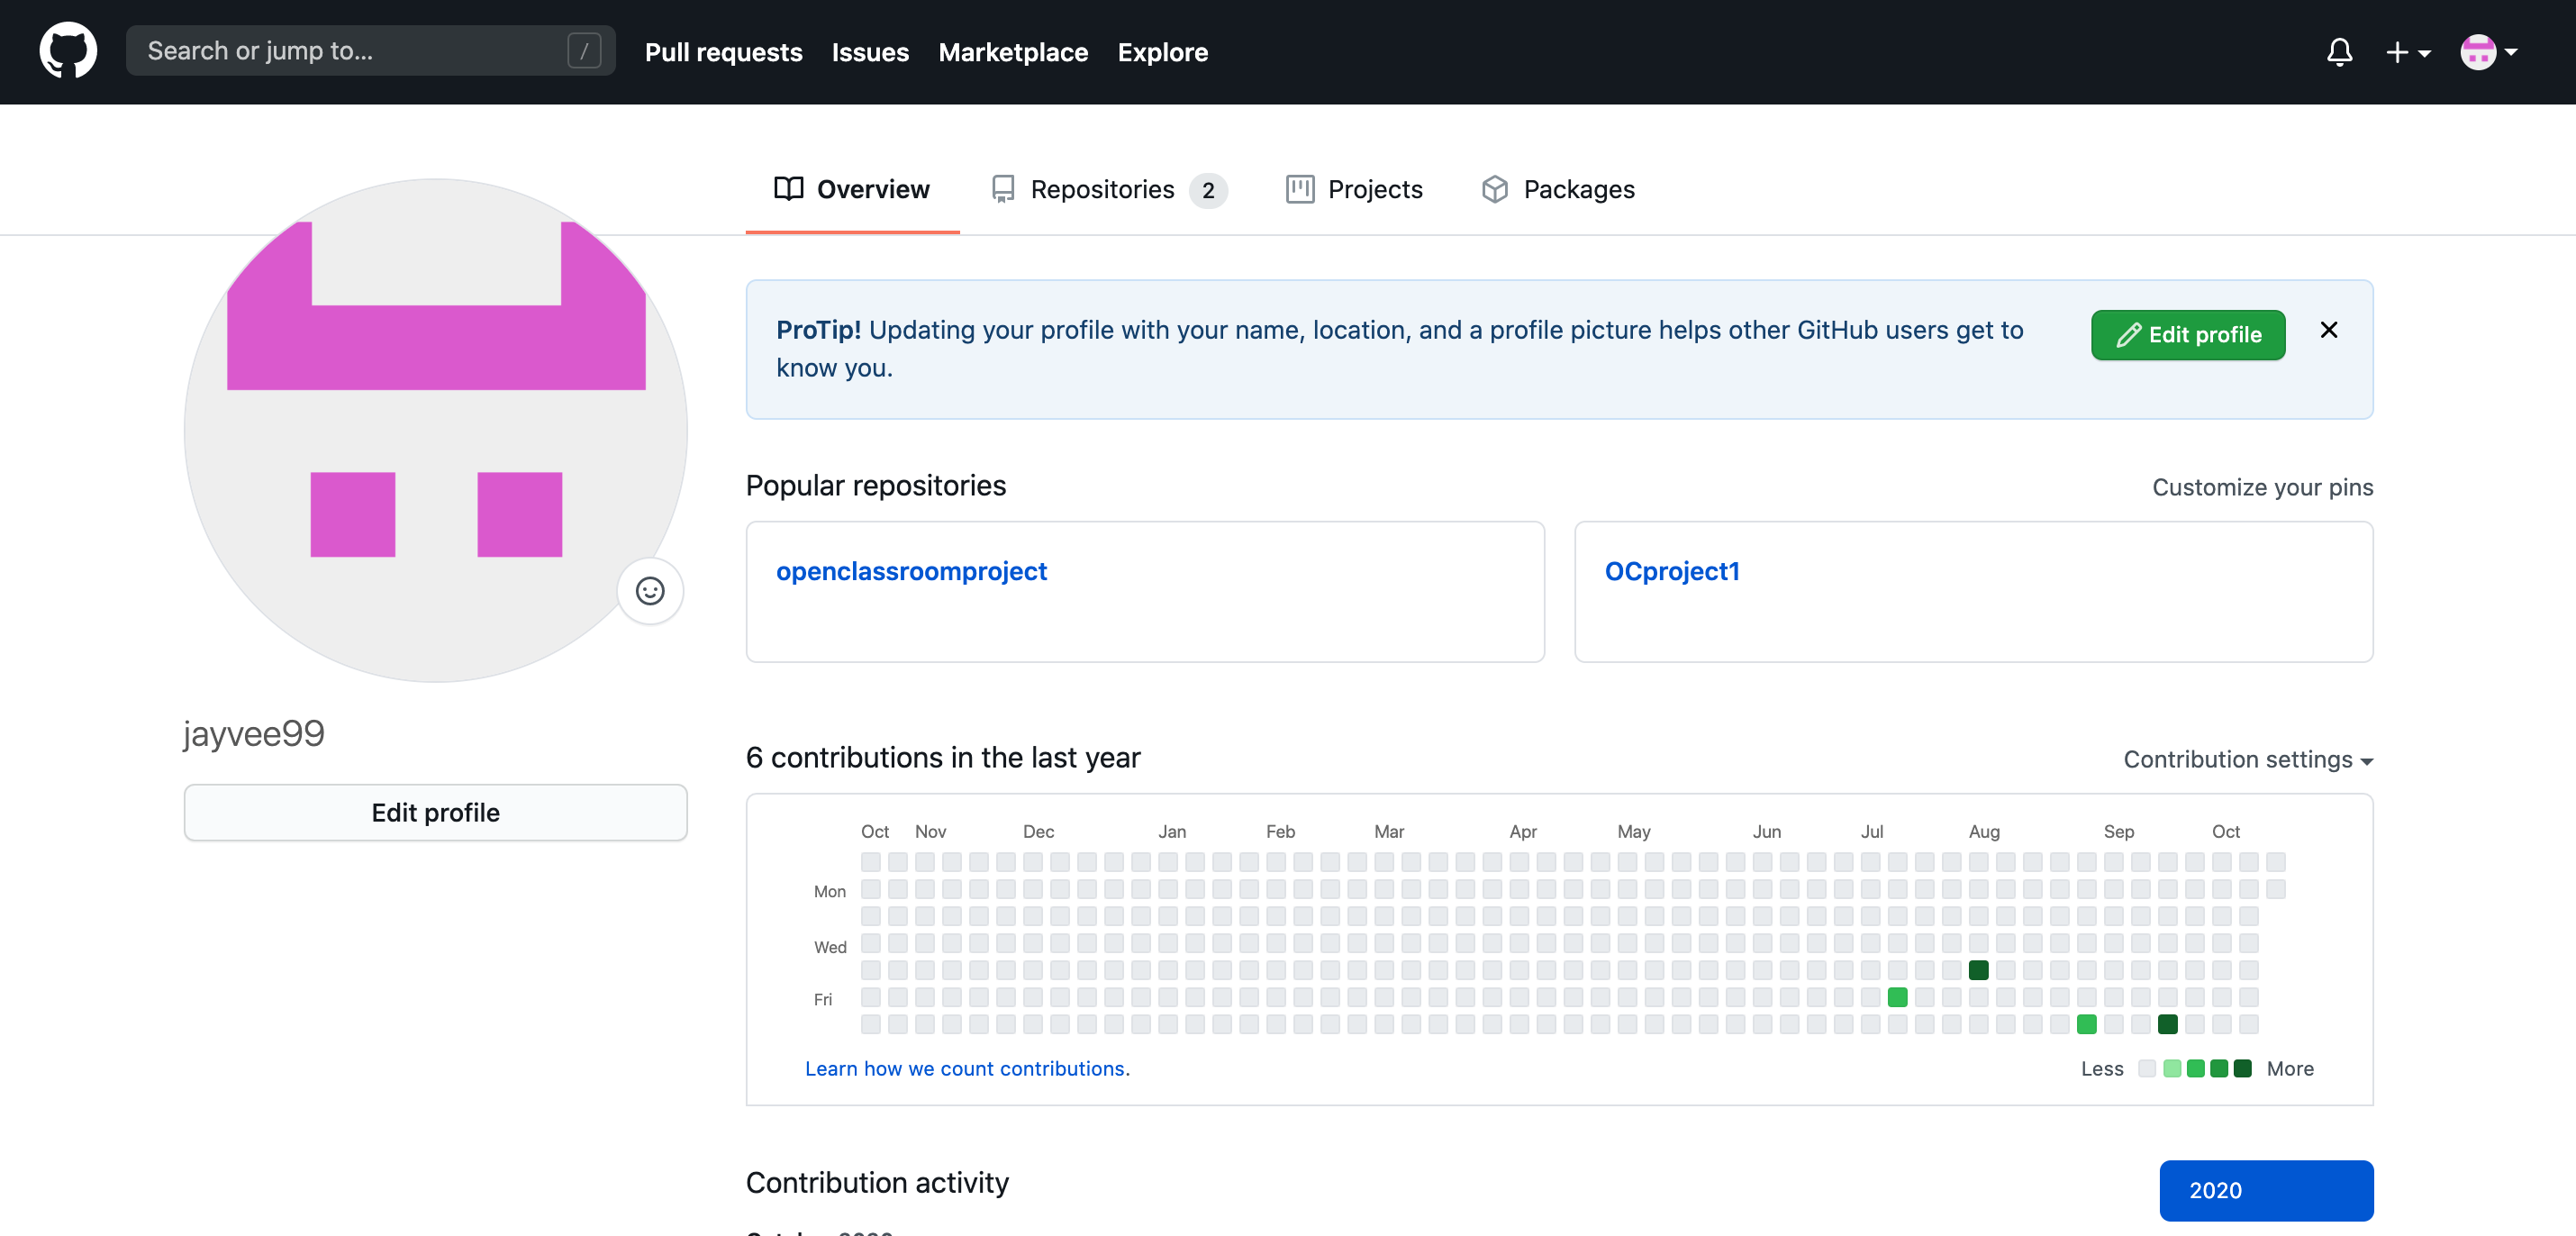 Search or jump to... /
Pull requests Issues Marketplace Explore
Overview Repositories 2 Projects Packages
ProTip! Updating your profile with your name, location, and a profile picture helps other GitHub users get to
know you.
Edit profile
Popular repositories
Customize your pins
openclassroomproject
OCproject1
jayvee99
Edit profile
6 contributions in the last year
Contribution settings
Oct Nov Dec Jan Feb Mar Apr May Jun Jul Aug Sep Oct
Mon
Wed
Fri
Learn how we count contributions.
Less More
Contribution activity
2020